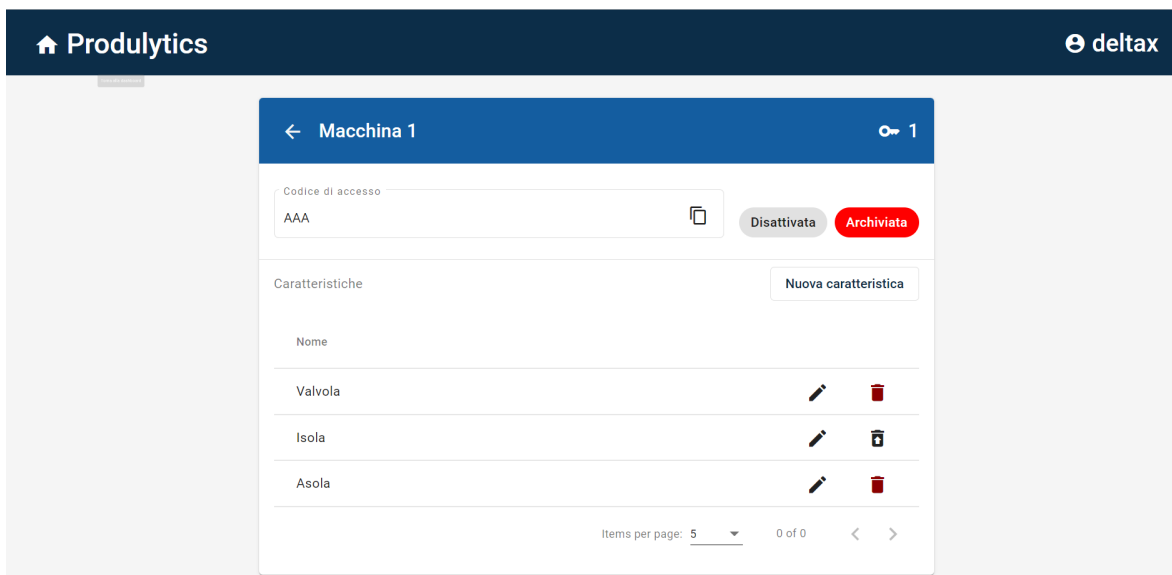 Produlytics deltax
Macchina 1 1
Codice di accesso
AAA
Disattivata Archiviata
Caratteristiche Nuova caratteristica
Nome
Valvola
Isola
Asola
Items per page: 5 0 of 0